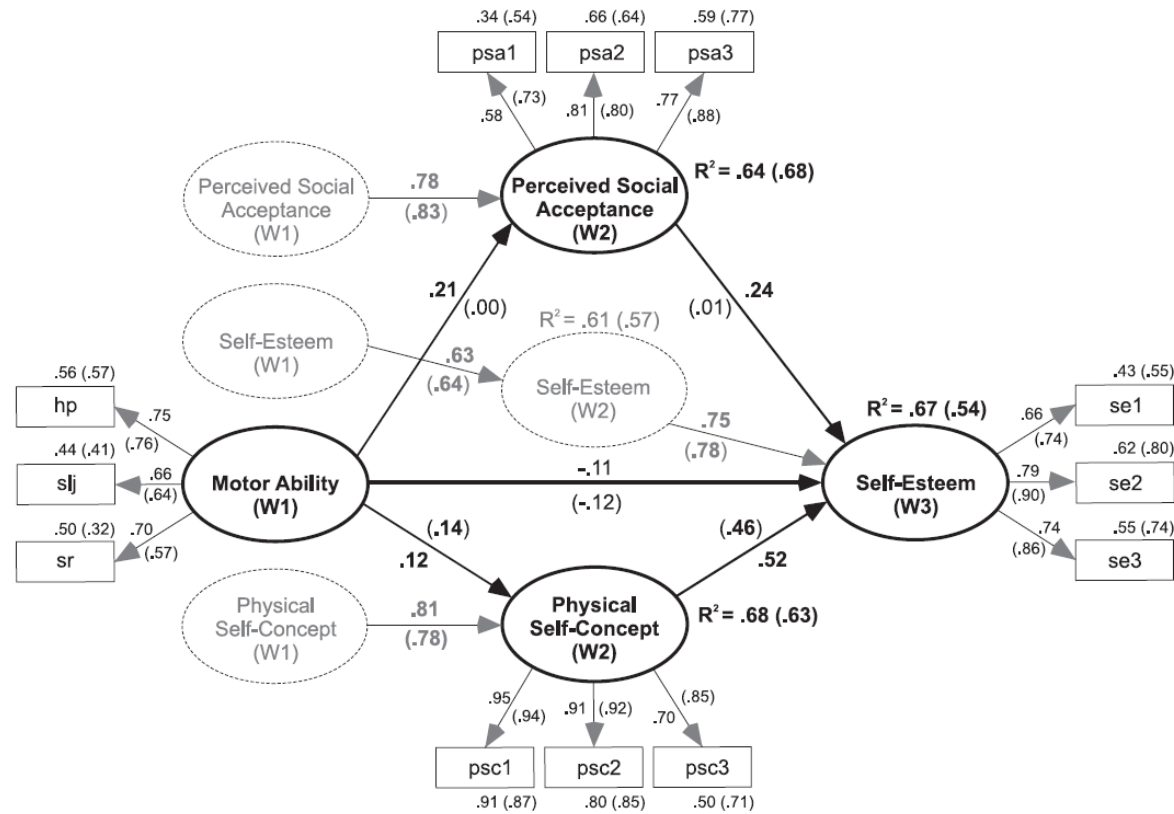 .34 (.54)
.66 (.64)
.59 (.77)
psa1
psa2
psa3
.58
(.73)
.81
(.80)
.77
(.88)
Perceived Social
Acceptance
(W1)
.78
(.83)
Perceived Social
Acceptance
(W2)
R² = .64 (.68)
.21
(.00)
.24
(.01)
Self-Esteem
(W1)
.63
(.64)
R² = .61 (.57)
Self-Esteem
(W2)
.75
(.78)
.56 (.57)
hp
.75
(.76)
.44 (.41)
slj
.66
(.64)
.50 (.32)
sr
.70
(.57)
Motor Ability
(W1)
-.11
(-.12)
R² = .67 (.54)
Self-Esteem
(W3)
.43 (.55)
se1
.66
(.74)
.62 (.80)
se2
.79
(.90)
.55 (.74)
se3
.74
(.86)
(.14)
.12
(.46)
.52
Physical
Self-Concept
(W1)
.81
(.78)
Physical
Self-Concept
(W2)
R² = .68 (.63)
.95
(.94)
.91
(.92)
(.85)
.70
psc1
psc2
psc3
.91 (.87)
.80 (.85)
.50 (.71)